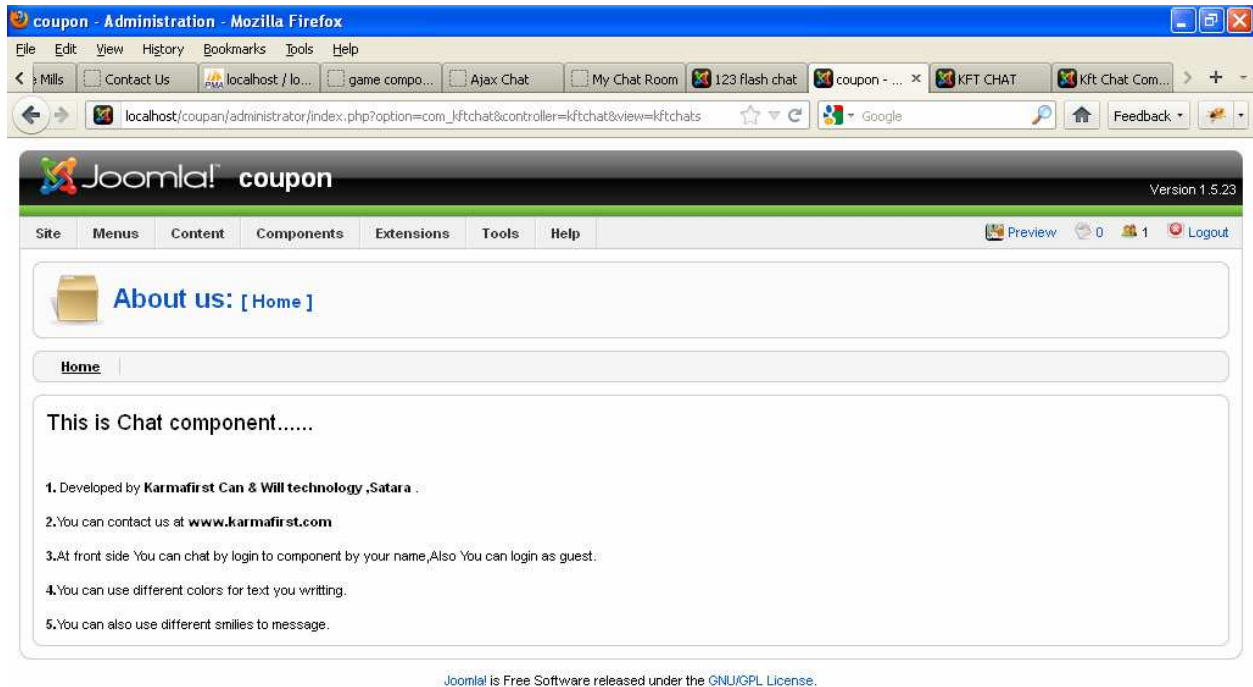 coupon - Administration - Mozilla Firefox
File Edit View History Bookmarks Tools Help
Mills Contact Us localhost / lo... game compo... Ajax Chat My Chat Room 123 flash chat coupon - ... KFT CHAT Kft Chat Com...
localhost/coupan/administrator/index.php?option=com_kftchat&controller=kftchat&view=kftchats Google Feedback
Joomla! coupon
Version 1.5.23
Site Menus Content Components Extensions Tools Help Preview 0 1 Logout
About us: [ Home ]
Home
This is Chat component......
1. Developed by Karmafirst Can & Will technology ,Satara .
2.You can contact us at www.karmafirst.com
3.At front side You can chat by login to component by your name,Also You can login as guest.
4.You can use different colors for text you writting.
5.You can also use different smilies to message.
Joomla! is Free Software released under the GNU/GPL License.